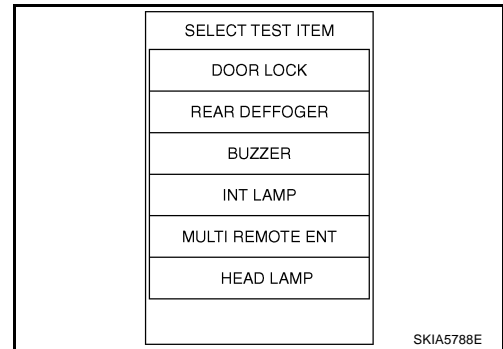 SELECT TEST ITEM
DOOR LOCK
REAR DEFFOGER
BUZZER
INT LAMP
MULTI REMOTE ENT
HEAD LAMP
SKIA5788E